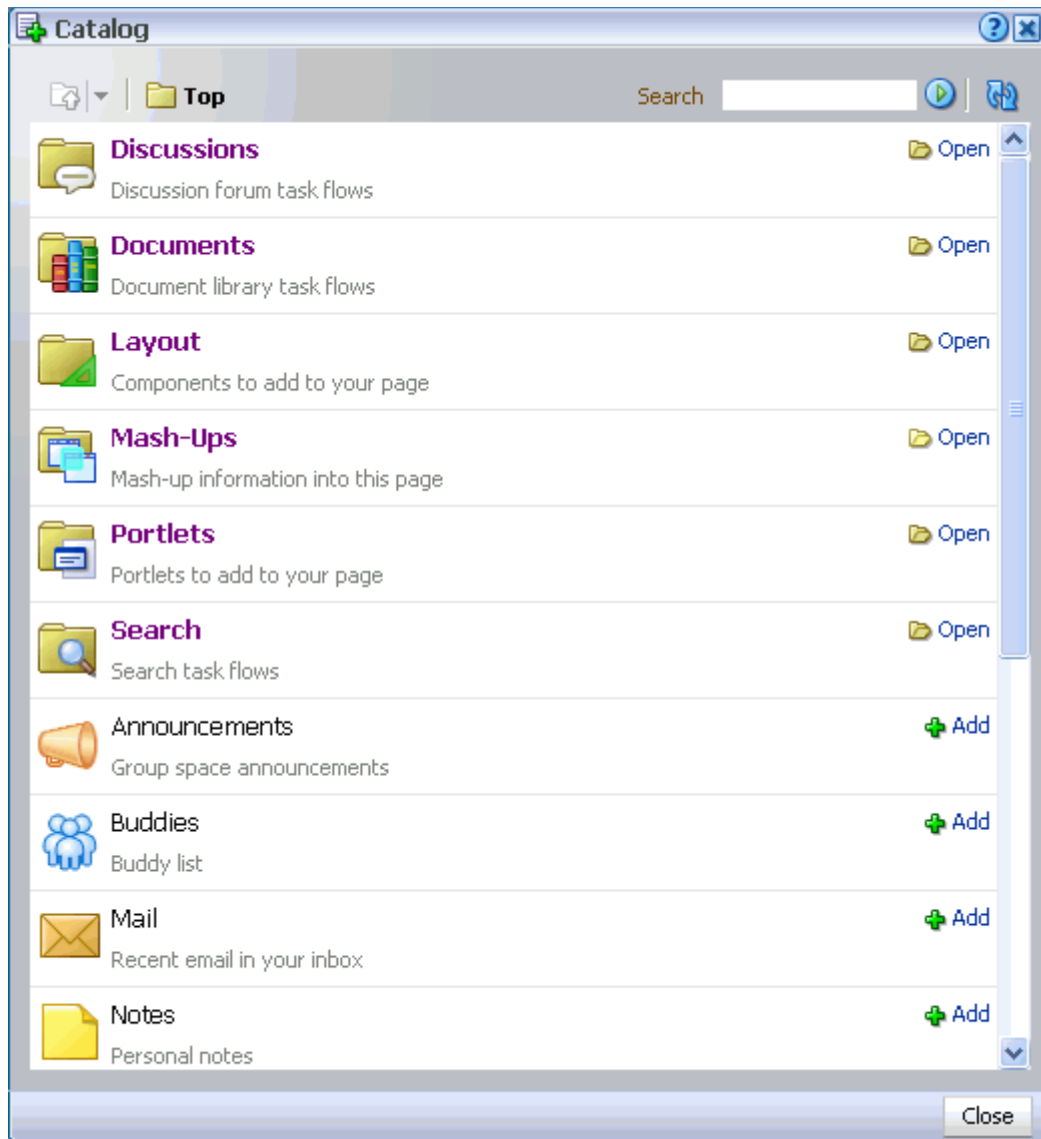 Catalog
Top Search
Discussions Open
Discussion forum task flows
Documents Open
Document library task flows
Layout Open
Components to add to your page
Mash-Ups Open
Mash-up information into this page
Portlets Open
Portlets to add to your page
Search Open
Search task flows
Announcements Add
Group space announcements
Buddies Add
Buddy list
Mail Add
Recent email in your inbox
Notes Add
Personal notes
Close